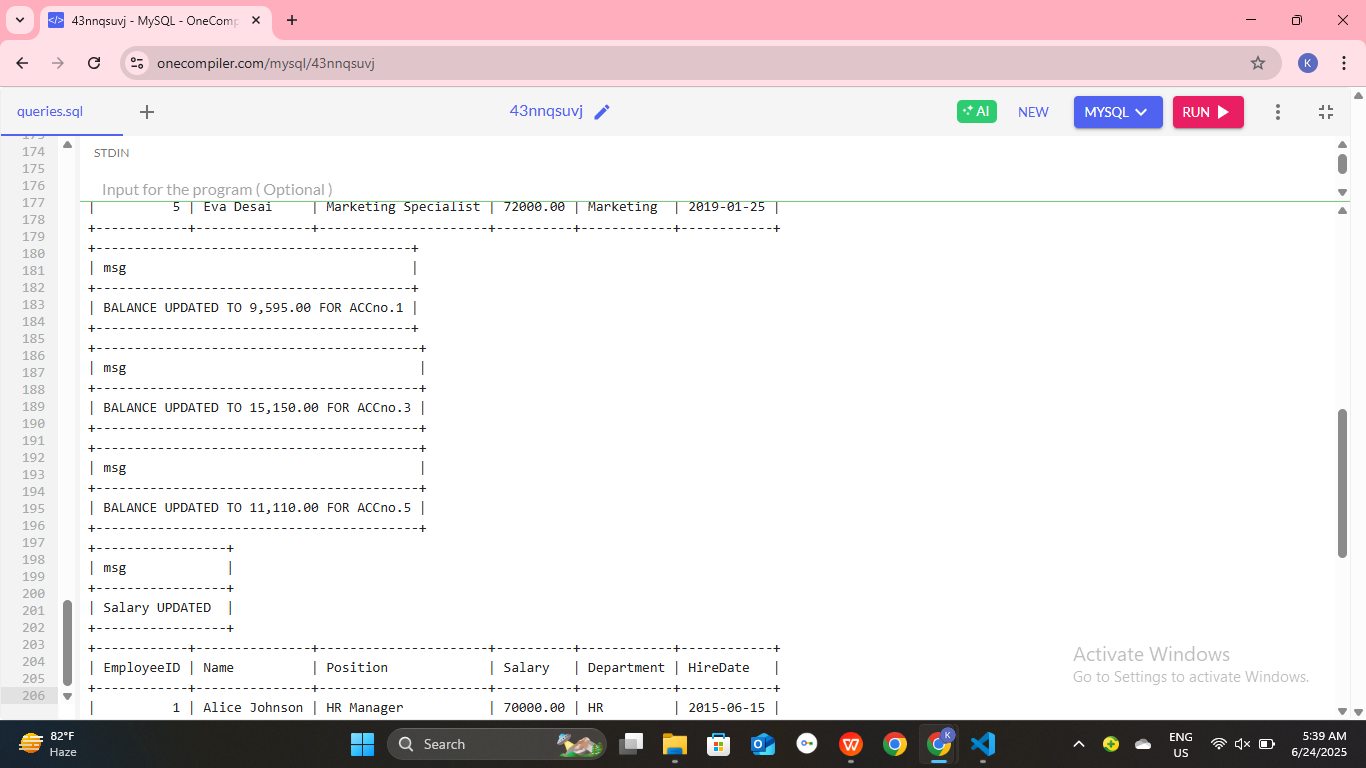 43nnqsuvj - MySQL - OneComp
onecompiler.com/mysql/43nnqsuvj
K
queries.sql
43nnqsuvj
AI
NEW
MYSQL
RUN
174
175
176
177
178
179
180
181
182
183
184
185
186
187
188
189
190
191
192
193
194
195
196
197
198
199
200
201
202
203
204
205
206
STDIN
Input for the program ( Optional )
|          5 | Eva Desai     | Marketing Specialist | 72000.00 | Marketing  | 2019-01-25 |
+------------+---------------+----------------------+----------+------------+------------+
+-----------------------------------------+
| msg                                     |
+-----------------------------------------+
| BALANCE UPDATED TO 9,595.00 FOR ACCno.1 |
+-----------------------------------------+
+------------------------------------------+
| msg                                      |
+------------------------------------------+
| BALANCE UPDATED TO 15,150.00 FOR ACCno.3 |
+------------------------------------------+
+------------------------------------------+
| msg                                      |
+------------------------------------------+
| BALANCE UPDATED TO 11,110.00 FOR ACCno.5 |
+------------------------------------------+
+-----------------+
| msg             |
+-----------------+
| Salary UPDATED  |
+-----------------+
+------------+---------------+----------------------+----------+------------+------------+
| EmployeeID | Name          | Position             | Salary   | Department | HireDate   |
+------------+---------------+----------------------+----------+------------+------------+
|          1 | Alice Johnson | HR Manager           | 70000.00 | HR         | 2015-06-15 |
Activate Windows
Go to Settings to activate Windows.
82°F
Haze
Search
K
ENG
US
5:39 AM
6/24/2025